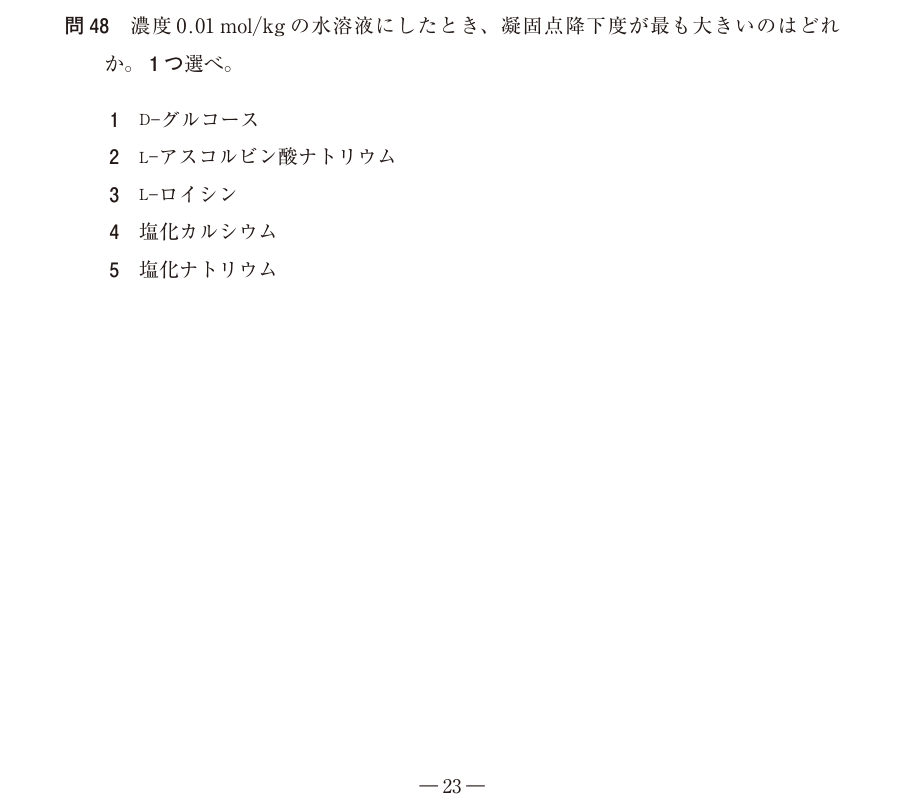 問 48 濃度 0.01 mol/kg の水溶液にしたとき、凝固点降下度が最も大きいのはどれ
か。1つ選べ。
1 D-グルコース
2 L-アスコルビン酸ナトリウム
3 L-ロイシン
4 塩化カルシウム
5 塩化ナトリウム
— 23 —